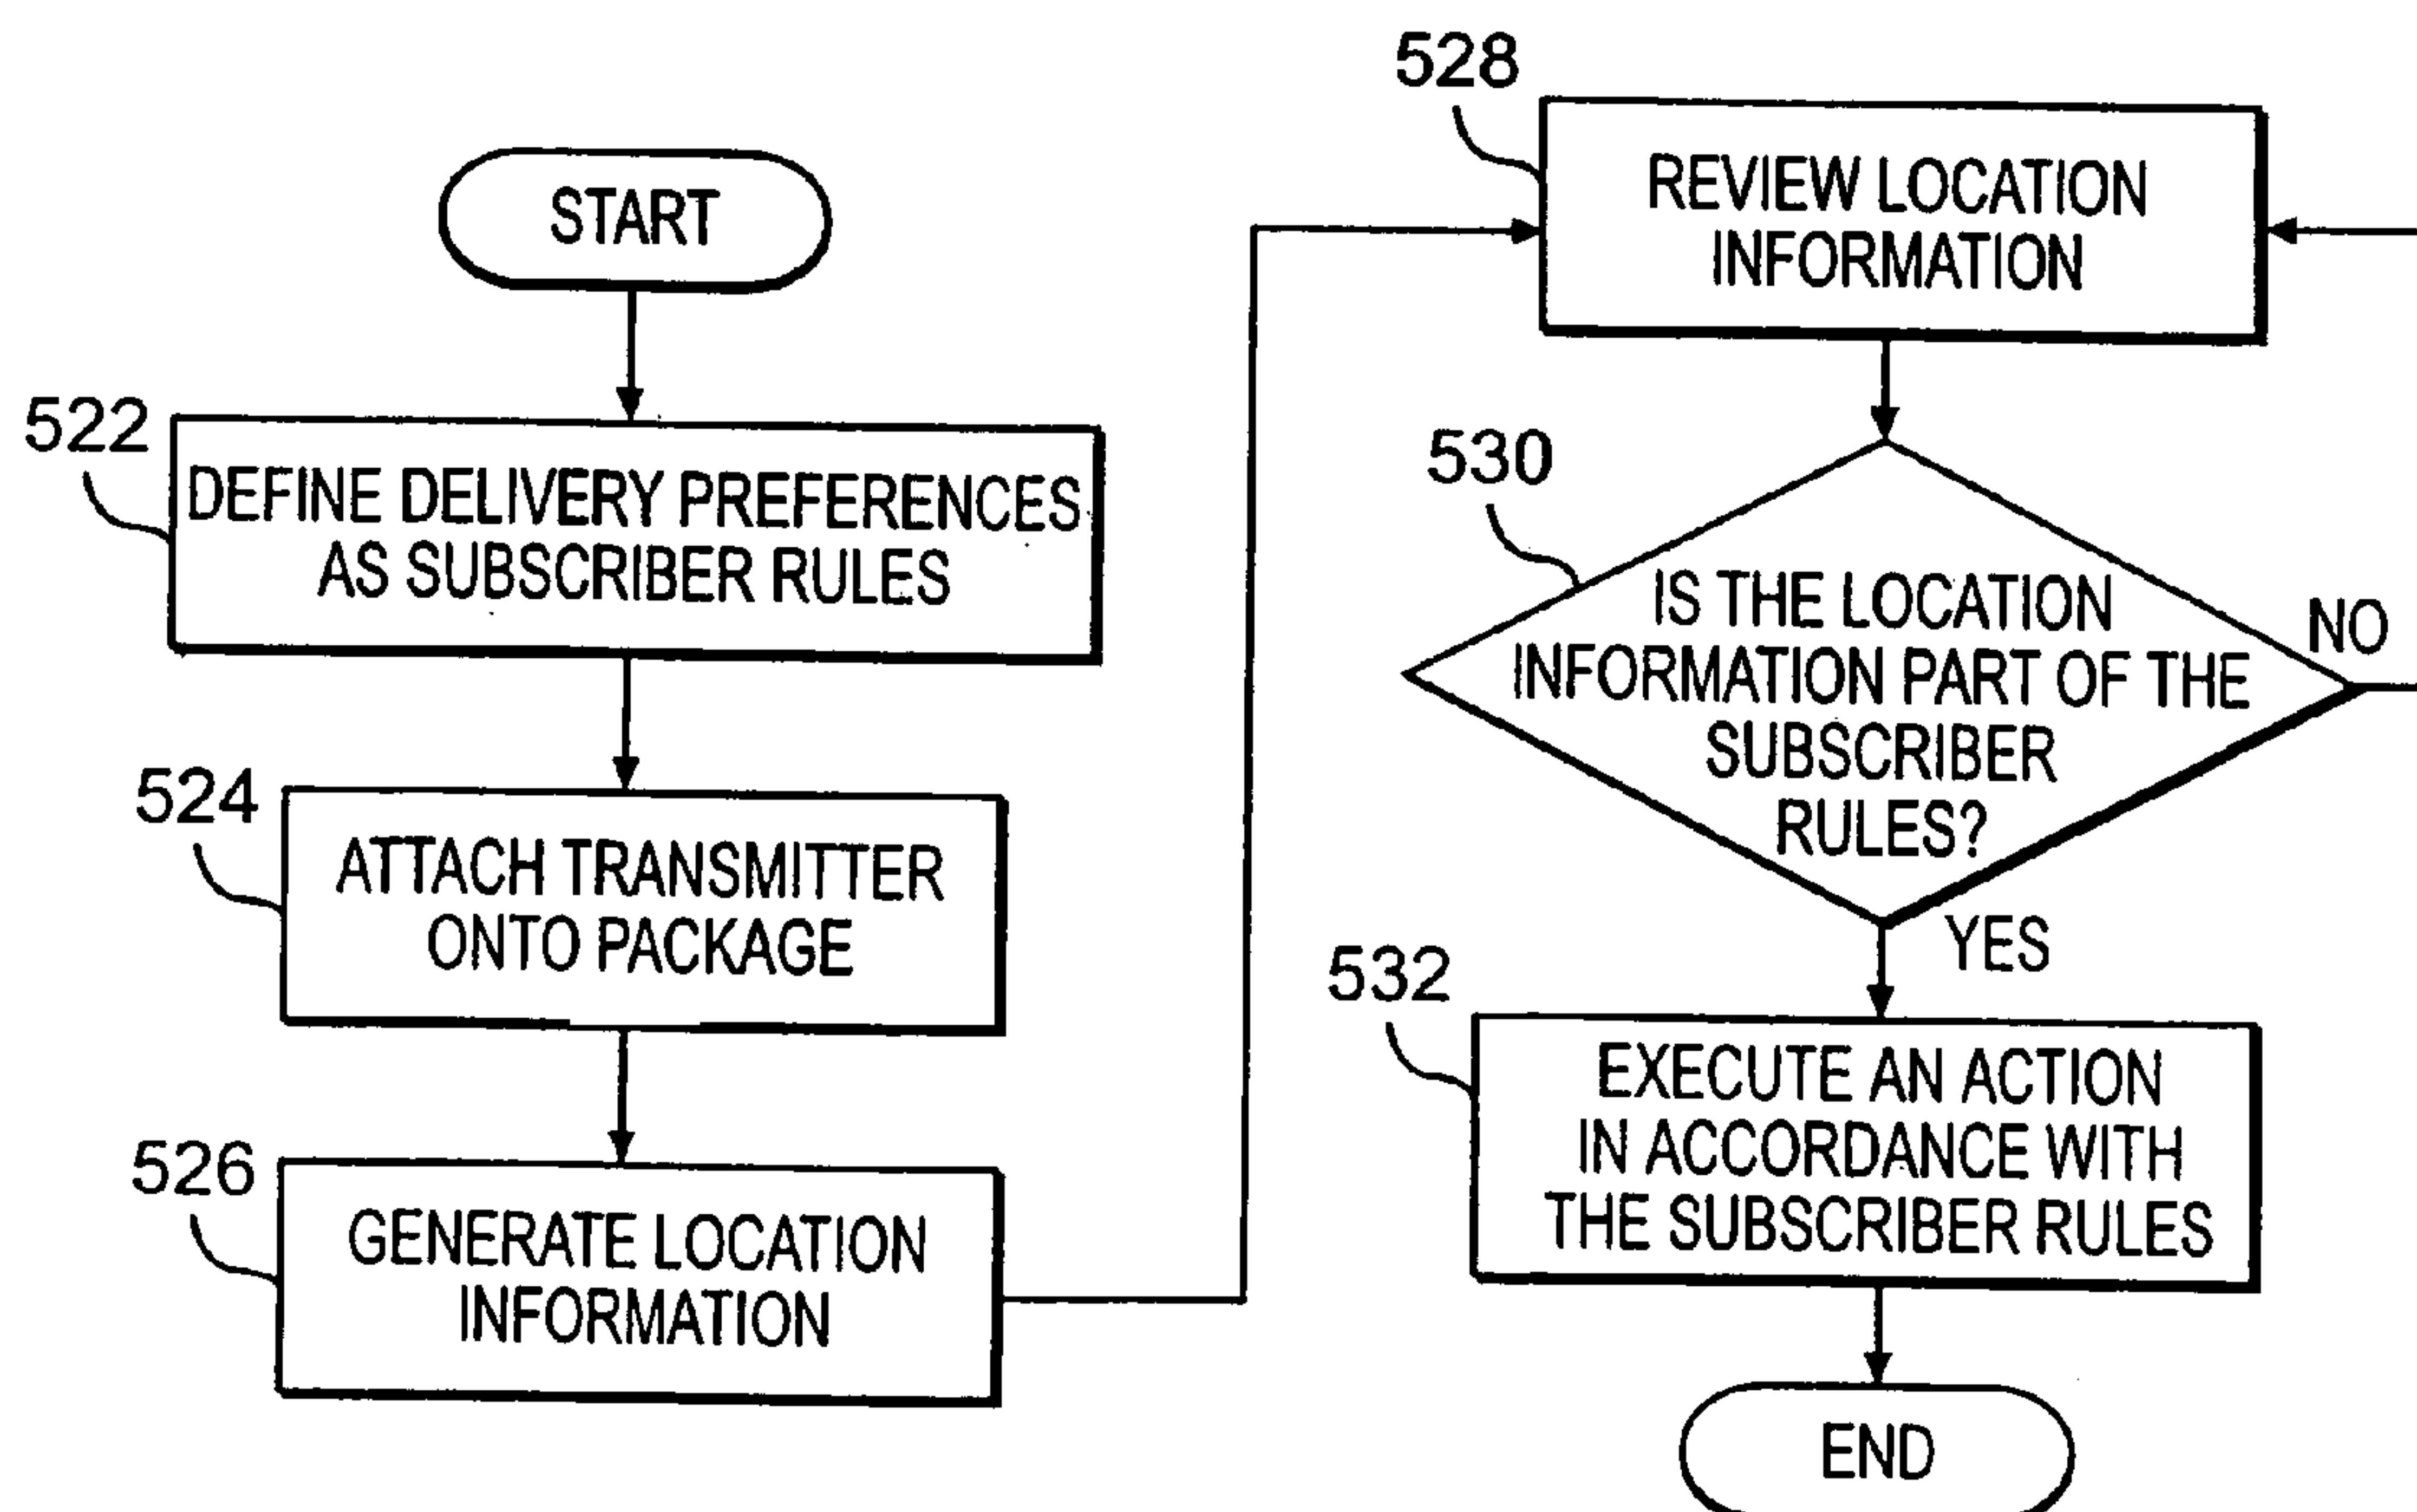 START
522
DEFINE DELIVERY PREFERENCES
AS SUBSCRIBER RULES
524
ATTACH TRANSMITTER
ONTO PACKAGE
526
GENERATE LOCATION
INFORMATION
528
REVIEW LOCATION
INFORMATION
530
IS THE LOCATION
INFORMATION PART OF THE
SUBSCRIBER
RULES?
NO
YES
532
EXECUTE AN ACTION
IN ACCORDANCE WITH
THE SUBSCRIBER RULES
END